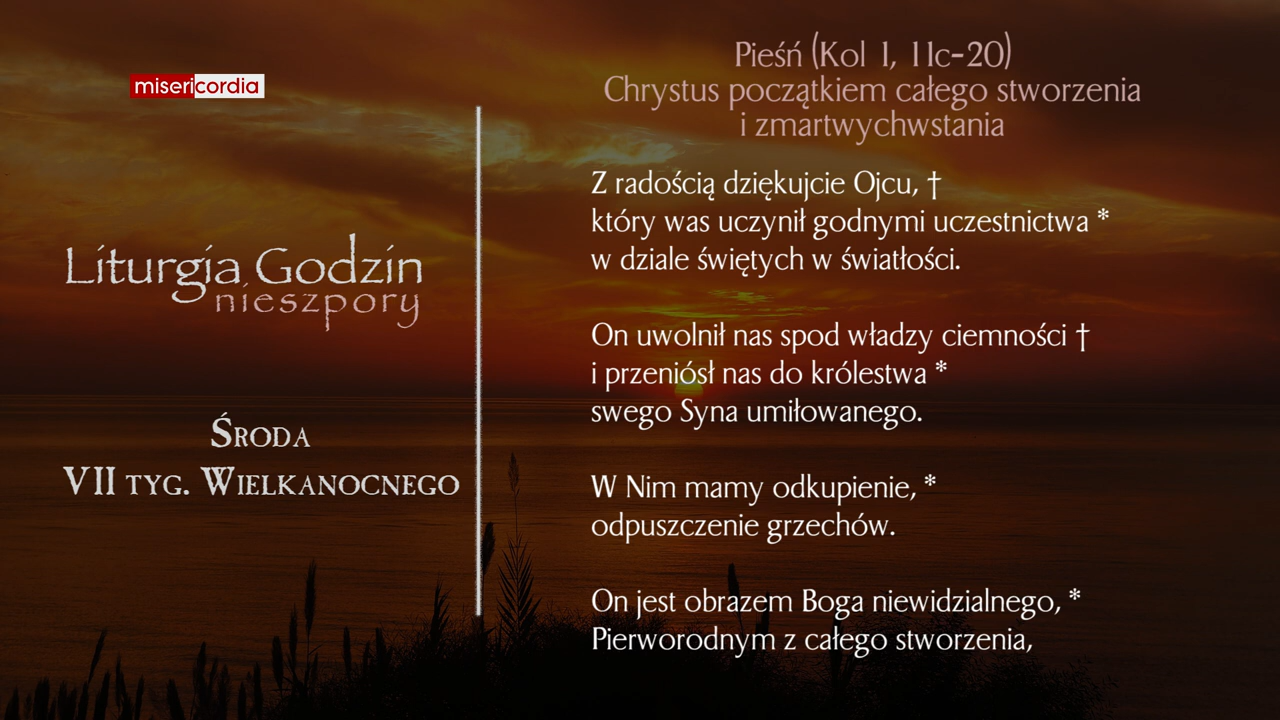 misericordia
Liturgia Godzin
nieszpory
Środa
VII tyg. Wielkanocnego
Pieśń (Kol 1, 11c-20)
Chrystus początkiem całego stworzenia
i zmartwychwstania
Z radością dziękujcie Ojcu, †
który was uczynił godnymi uczestnictwa *
w dziale świętych w światłości.
On uwolnił nas spod władzy ciemności †
i przeniósł nas do królestwa *
swego Syna umiłowanego.
W Nim mamy odkupienie, *
odpuszczenie grzechów.
On jest obrazem Boga niewidzialnego, *
Pierworodnym z całego stworzenia,